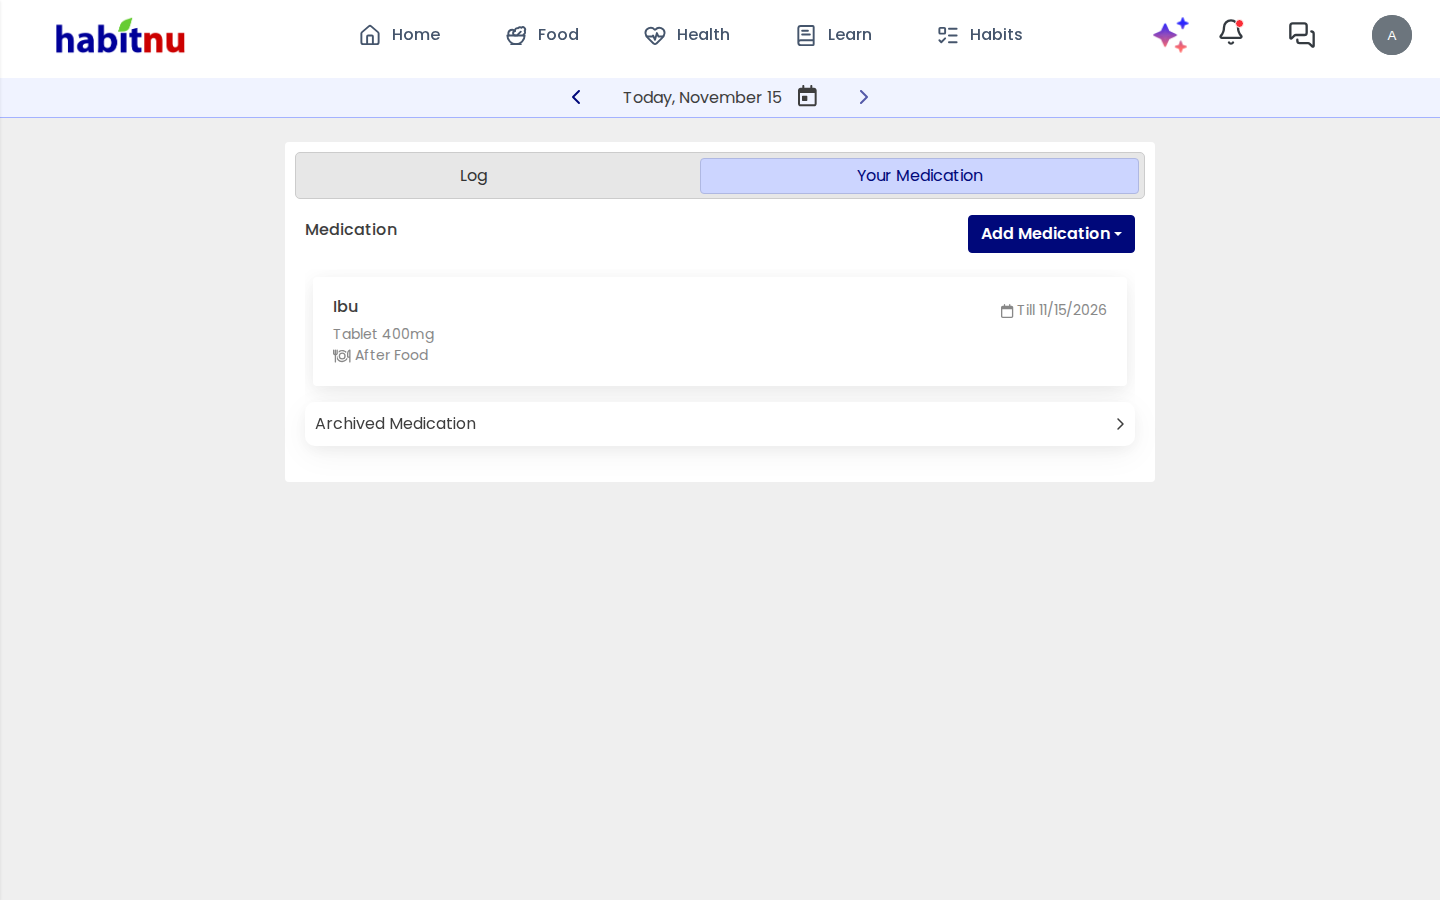 habitnu
Home
Food
Health
Learn
Habits
A
Today, November 15
Log
Your Medication
Medication
Add Medication
Ibu
Till 11/15/2026
Tablet 400mg
After Food
Archived Medication